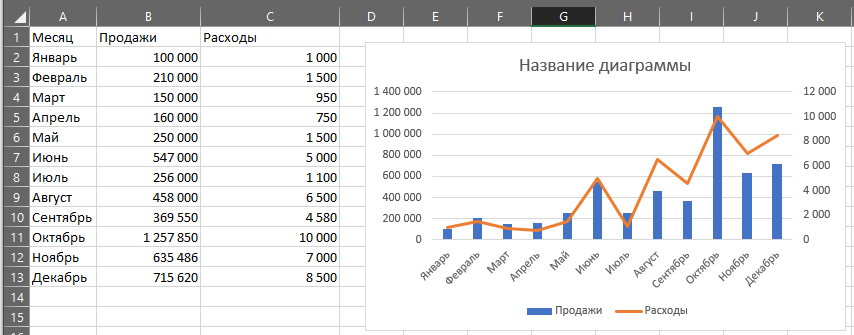 A B C D E F G H I J K
1 Месяц Продажи Расходы
2 Январь 100 000 1 000
3 Февраль 210 000 1 500
4 Март 150 000 950
5 Апрель 160 000 750
6 Май 250 000 1 500
7 Июнь 547 000 5 000
8 Июль 256 000 1 100
9 Август 458 000 6 500
10 Сентябрь 369 550 4 580
11 Октябрь 1 257 850 10 000
12 Ноябрь 635 486 7 000
13 Декабрь 715 620 8 500
14
15
Название диаграммы
1 400 000
1 200 000
1 000 000
800 000
600 000
400 000
200 000
0
12 000
10 000
8 000
6 000
4 000
2 000
0
Январь Февраль Март Апрель Май Июнь Июль Август Сентябрь Октябрь Ноябрь Декабрь
Продажи Расходы